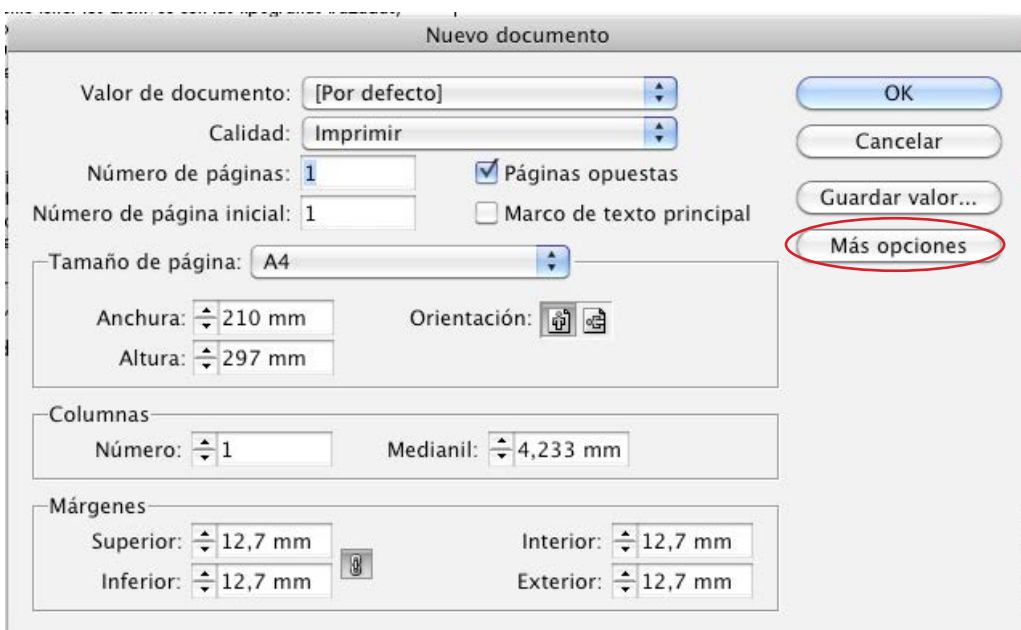 Nuevo documento
Valor de documento: [Por defecto]
OK
Calidad: Imprimir
Cancelar
Número de páginas: 1
Páginas opuestas
Guardar valor...
Número de página inicial: 1
Marco de texto principal
Más opciones
Tamaño de página: A4
Anchura: 210 mm
Orientación:
Altura: 297 mm
Columnas
Número: 1
Medianil: 4,233 mm
Márgenes
Superior: 12,7 mm
Interior: 12,7 mm
Inferior: 12,7 mm
Exterior: 12,7 mm